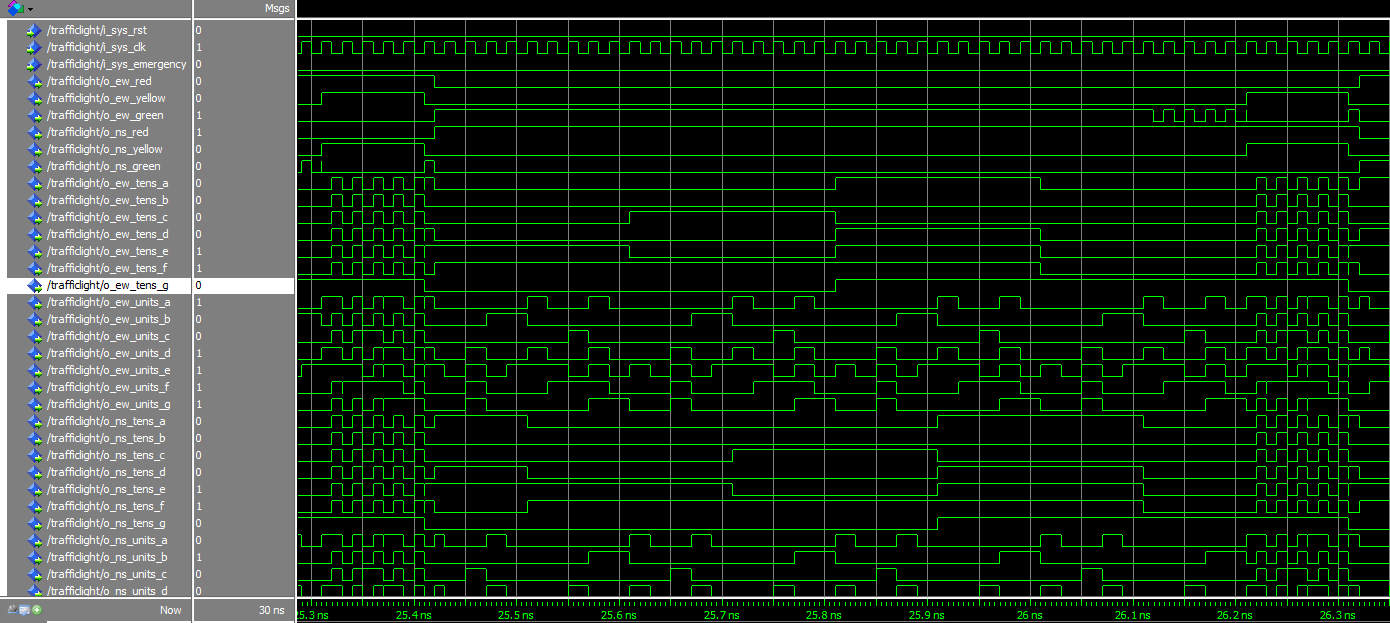 Msgs
/trafficlight/i_sys_rst 0
/trafficlight/i_sys_clk 1
/trafficlight/i_sys_emergency 0
/trafficlight/o_ew_red 0
/trafficlight/o_ew_yellow 0
/trafficlight/o_ew_green 1
/trafficlight/o_ns_red 1
/trafficlight/o_ns_yellow 0
/trafficlight/o_ns_green 0
/trafficlight/o_ew_tens_a 0
/trafficlight/o_ew_tens_b 0
/trafficlight/o_ew_tens_c 0
/trafficlight/o_ew_tens_d 0
/trafficlight/o_ew_tens_e 1
/trafficlight/o_ew_tens_f 1
/trafficlight/o_ew_tens_g 0
/trafficlight/o_ew_units_a 1
/trafficlight/o_ew_units_b 0
/trafficlight/o_ew_units_c 0
/trafficlight/o_ew_units_d 1
/trafficlight/o_ew_units_e 1
/trafficlight/o_ew_units_f 1
/trafficlight/o_ew_units_g 1
/trafficlight/o_ns_tens_a 0
/trafficlight/o_ns_tens_b 0
/trafficlight/o_ns_tens_c 0
/trafficlight/o_ns_tens_d 0
/trafficlight/o_ns_tens_e 1
/trafficlight/o_ns_tens_f 1
/trafficlight/o_ns_tens_g 0
/trafficlight/o_ns_units_a 0
/trafficlight/o_ns_units_b 1
/trafficlight/o_ns_units_c 0
/trafficlight/o_ns_units_d 0
Now 30 ns 5.3 ns 25.4 ns 25.5 ns 25.6 ns 25.7 ns 25.8 ns 25.9 ns 26 ns 26.1 ns 26.2 ns 26.3 ns